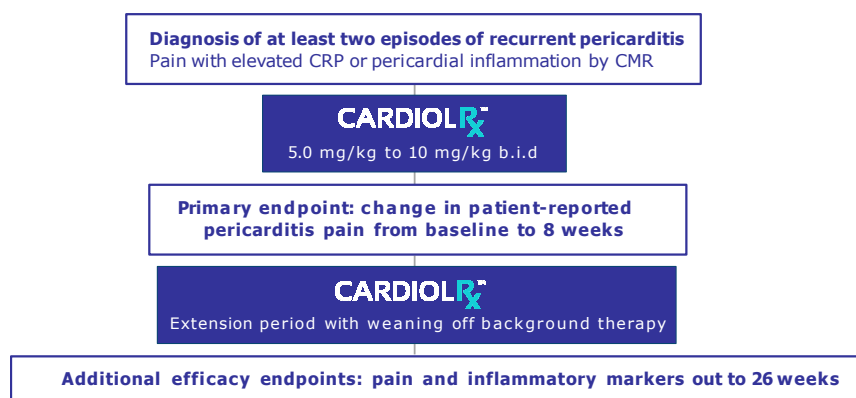 Diagnosis of at least two episodes of recurrent pericarditis
Pain with elevated CRP or pericardial inflammation by CMR
CARDIOLRx™
5.0 mg/kg to 10 mg/kg b.i.d
Primary endpoint: change in patient-reported
pericarditis pain from baseline to 8 weeks
CARDIOLRx™
Extension period with weaning off background therapy
Additional efficacy endpoints: pain and inflammatory markers out to 26 weeks